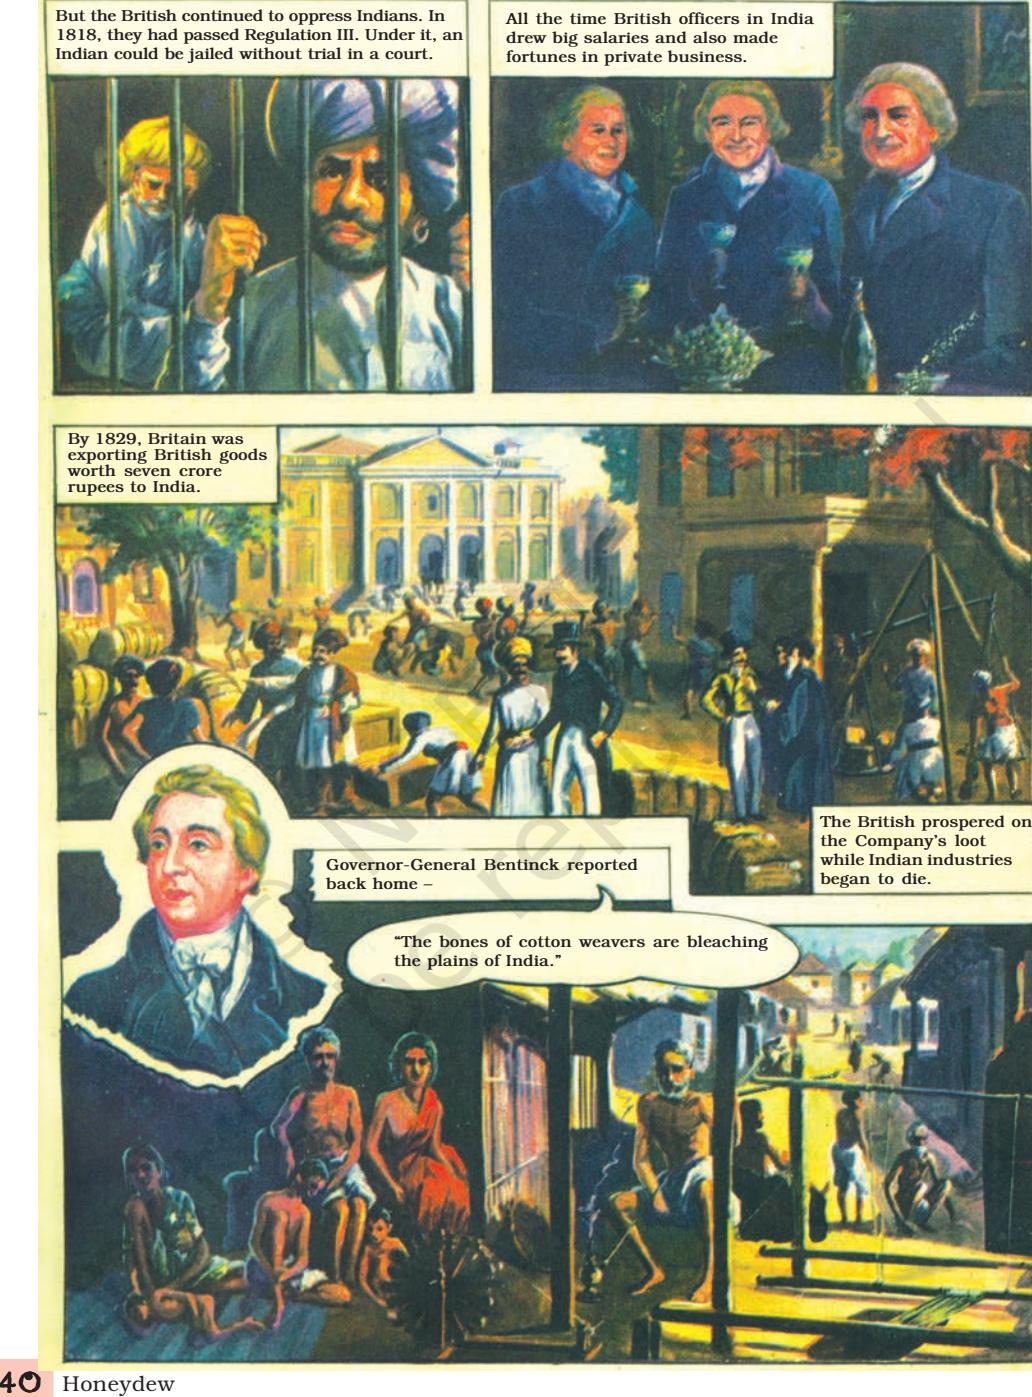 But the British continued to oppress Indians. In
1818, they had passed Regulation III. Under it, an
Indian could be jailed without trial in a court.
All the time British officers in India
drew big salaries and also made
fortunes in private business.
By 1829, Britain was
exporting British goods
worth seven crore
rupees to India.
The British prospered on
the Company's loot
while Indian industries
began to die.
Governor-General Bentinck reported
back home –
“The bones of cotton weavers are bleaching
the plains of India.”
40 Honeydew